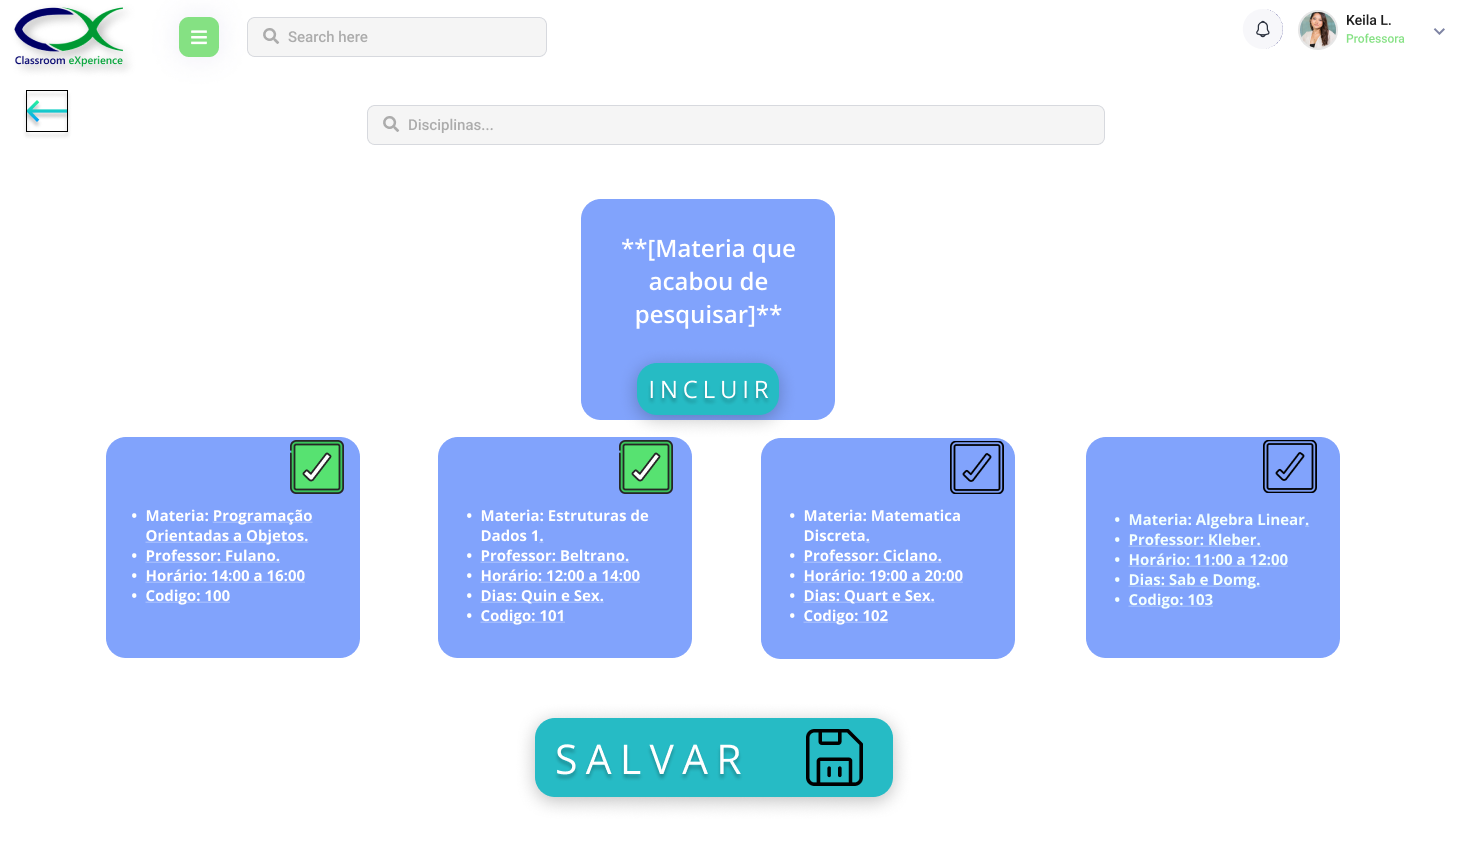 Classroom eXperience
Search here
Keila L.
Professora
Disciplinas...
**[Materia que
acabou de
pesquisar]**
INCLUIR
• Materia: Programação
Orientadas a Objetos.
• Professor: Fulano.
• Horário: 14:00 a 16:00
• Codigo: 100
• Materia: Estruturas de
Dados 1.
• Professor: Beltrano.
• Horário: 12:00 a 14:00
• Dias: Quin e Sex.
• Codigo: 101
• Materia: Matematica
Discreta.
• Professor: Ciclano.
• Horário: 19:00 a 20:00
• Dias: Quart e Sex.
• Codigo: 102
• Materia: Algebra Linear.
• Professor: Kleber.
• Horário: 11:00 a 12:00
• Dias: Sab e Domg.
• Codigo: 103
SALVAR